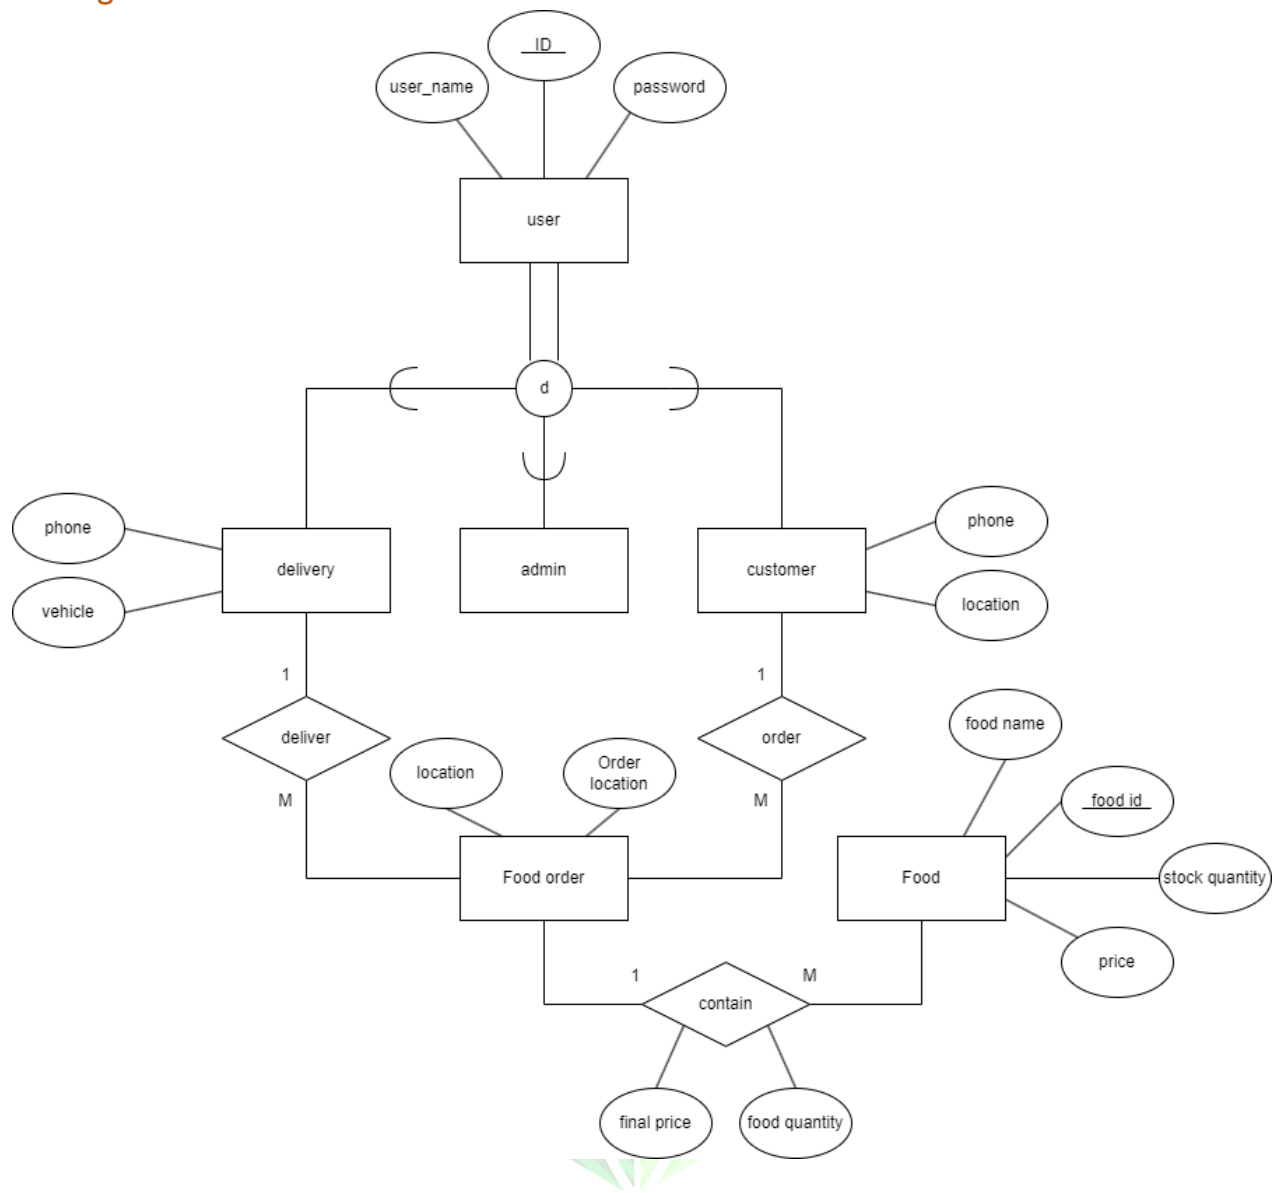 ID
user_name
password
user
d
phone
delivery
admin
customer
phone
vehicle
location
1
1
deliver
order
food name
location
Order
location
M
M
food id
Food order
Food
stock quantity
price
1
M
contain
final price
food quantity